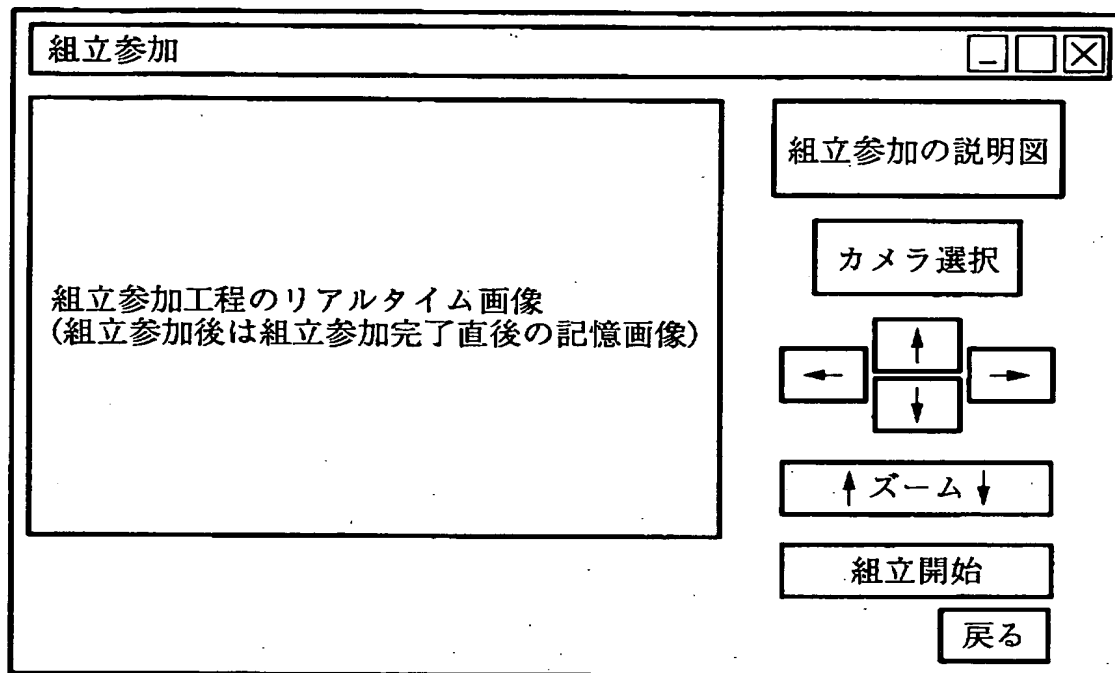 組立参加
組立参加工程のリアルタイム画像
(組立参加後は組立参加完了直後の記憶画像)
組立参加の説明図
カメラ選択
↑
← →
↓
↑ズーム↓
組立開始
戻る